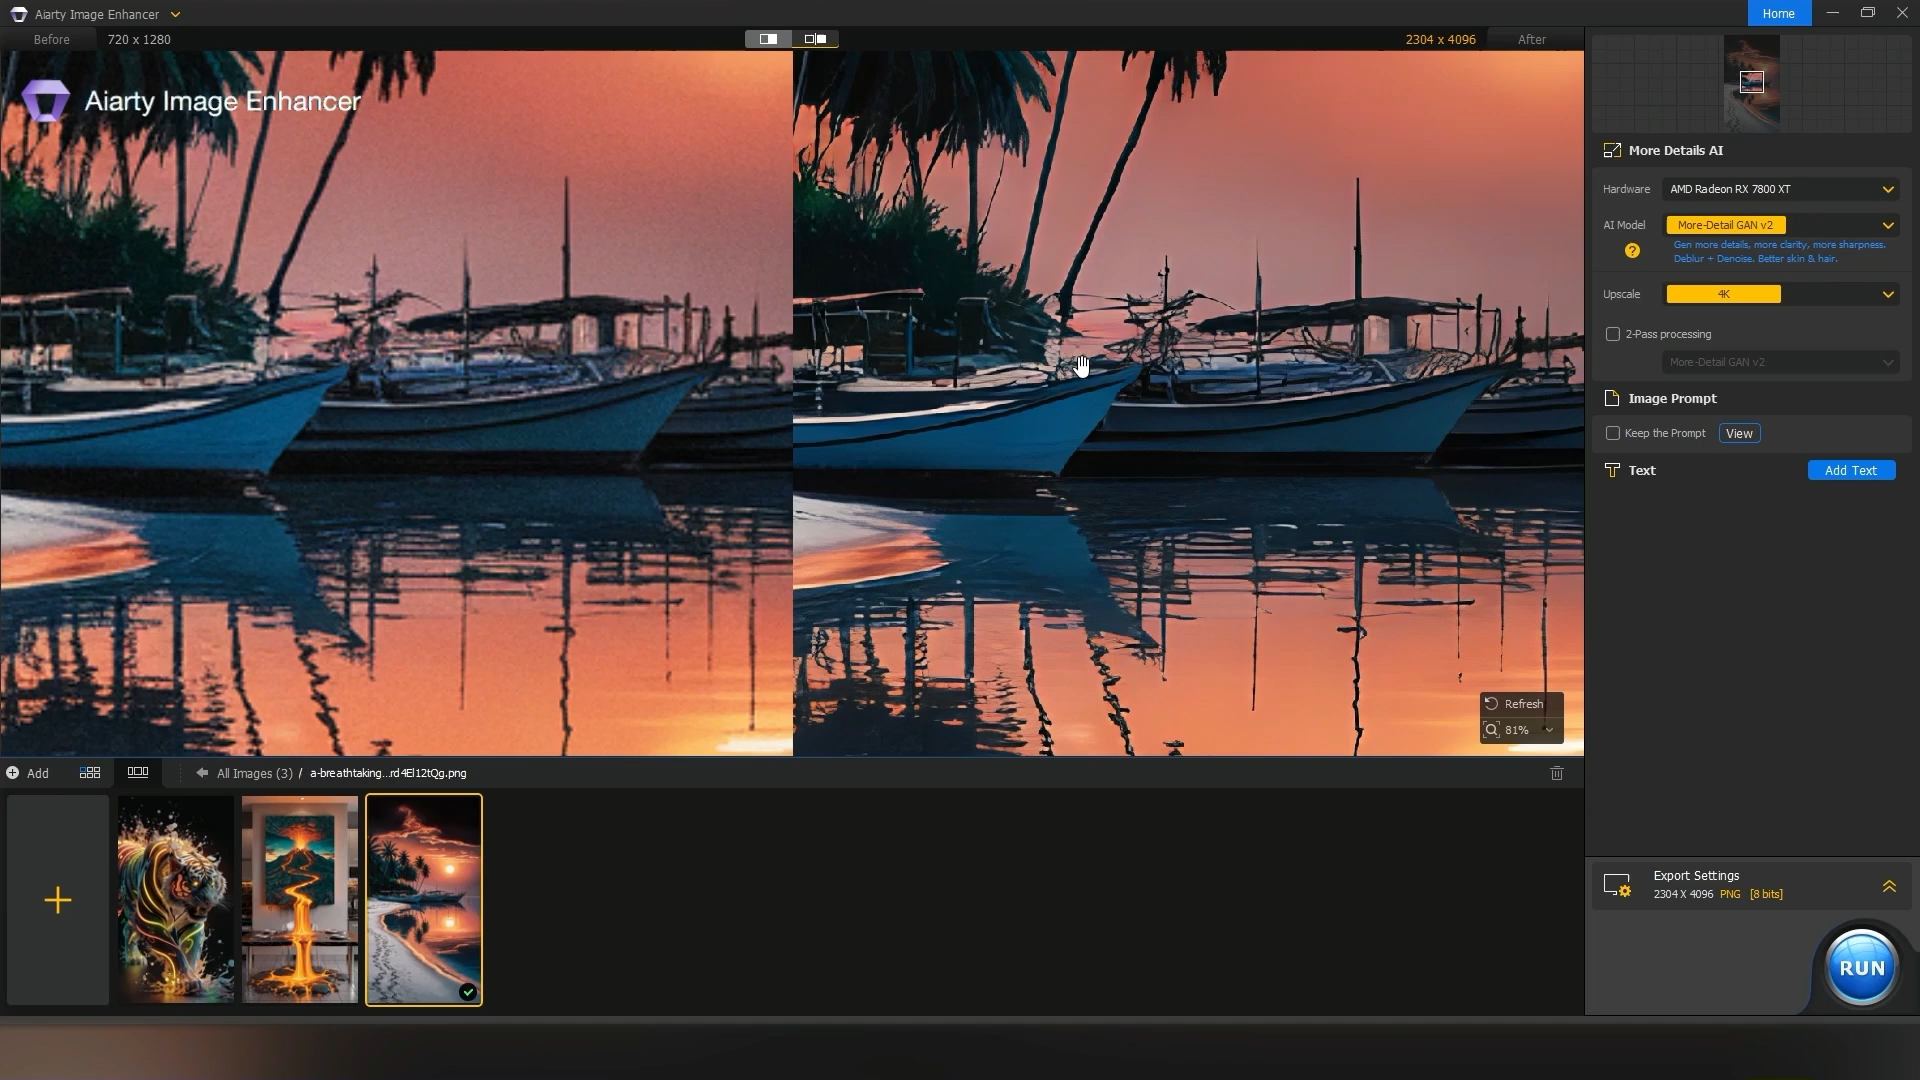 Aiarty Image Enhancer
Home
Before
720 x 1280
2304 x 4096
After
Aiarty Image Enhancer
More Details AI
Hardware
AMD Radeon RX 7800 XT
AI Model
More-Detail GAN v2
Gen more details, more clarity, more sharpness.
Deblur + Denoise. Better skin & hair.
?
Upscale
4K
2-Pass processing
More-Detail GAN v2
Image Prompt
Keep the Prompt
View
Text
Add Text
Refresh
81%
Add
All Images (3) / a-breathtaking...rd4El12tQg.png
Export Settings
2304 X 4096 PNG [8 bits]
RUN